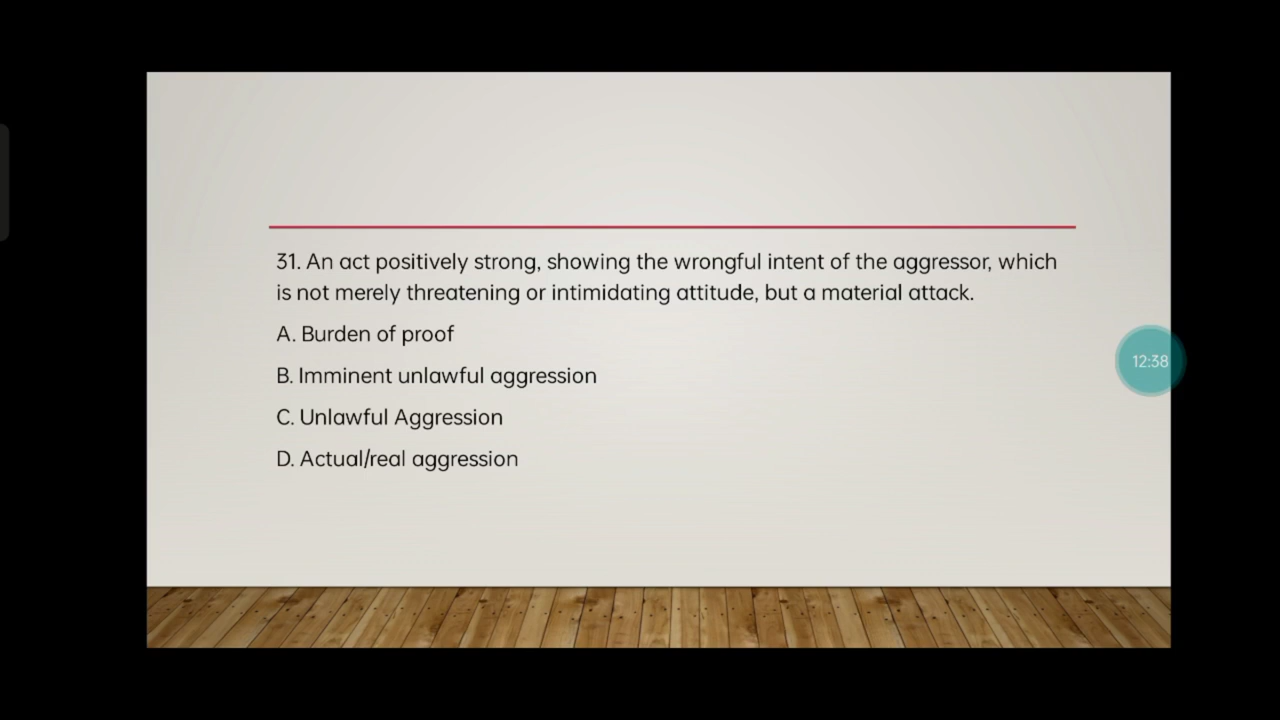 31. An act positively strong, showing the wrongful intent of the aggressor, which
is not merely threatening or intimidating attitude, but a material attack.
A. Burden of proof
B. Imminent unlawful aggression
C. Unlawful Aggression
D. Actual/real aggression
12:38